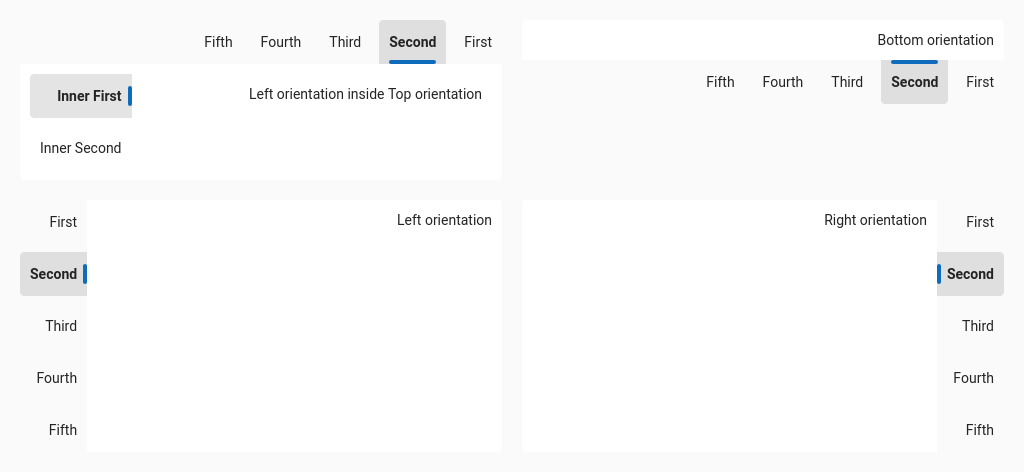 Fifth Fourth Third Second First
Inner First
Left orientation inside Top orientation
Inner Second
Bottom orientation
Fifth Fourth Third Second First
First
Second
Third
Fourth
Fifth
Left orientation
Right orientation
First
Second
Third
Fourth
Fifth